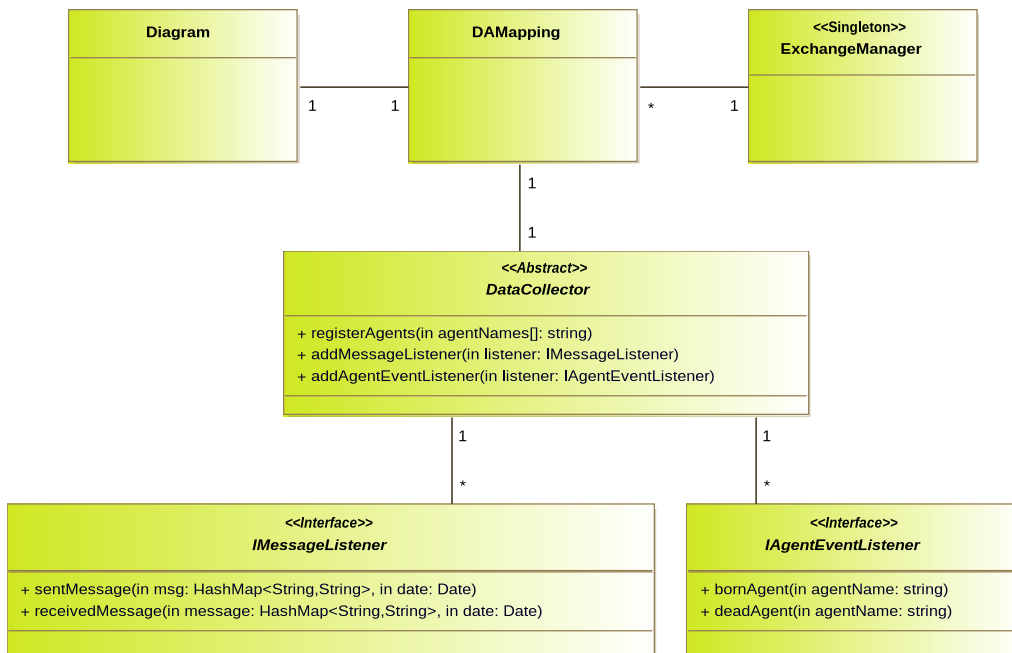 Diagram
DAMapping
<<Singleton>>
ExchangeManager
1
1
*
1
1
1
<<Abstract>>
DataCollector
+ registerAgents(in agentNames[]: string)
+ addMessageListener(in listener: IMessageListener)
+ addAgentEventListener(in listener: IAgentEventListener)
1
1
*
*
<<Interface>>
IMessageListener
+ sentMessage(in msg: HashMap<String,String>, in date: Date)
+ receivedMessage(in message: HashMap<String,String>, in date: Date)
<<Interface>>
IAgentEventListener
+ bornAgent(in agentName: string)
+ deadAgent(in agentName: string)